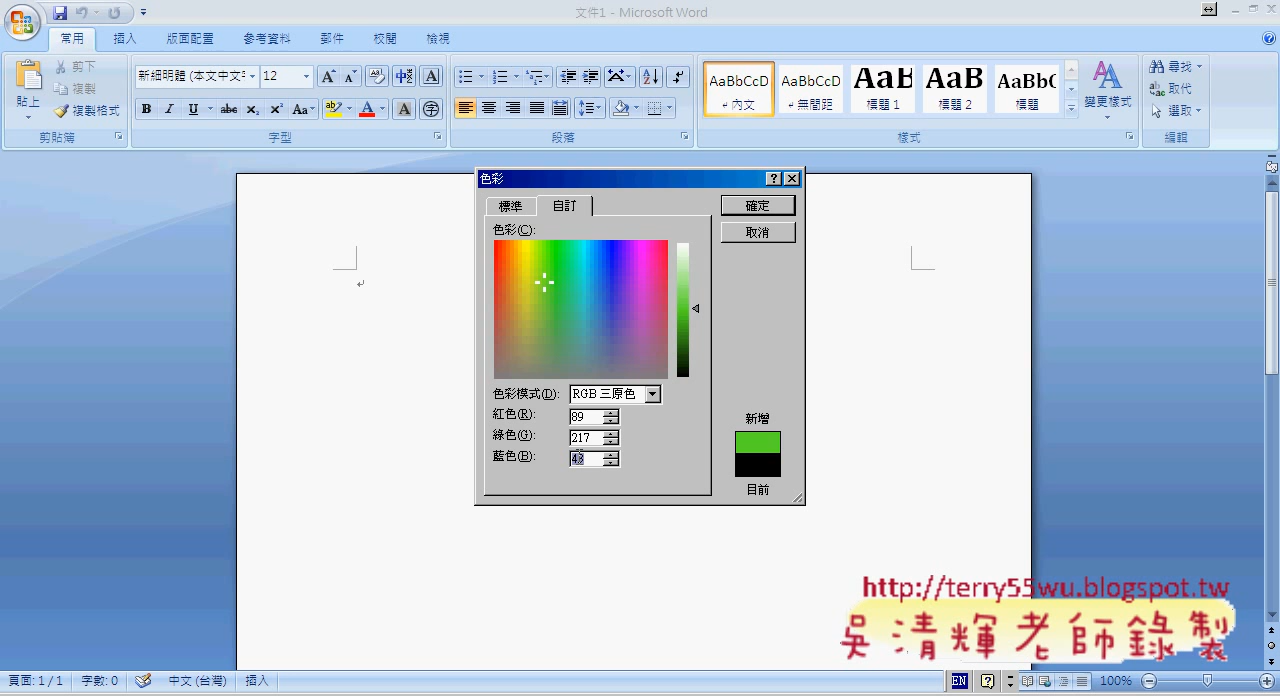 文件1 - Microsoft Word
常用 插入 版面配置 參考資料 郵件 校閱 檢視
貼上 剪下 複製 複製格式 剪貼簿
新細明體 (本文中文 12
字型
段落
AaBbCcD 內文
AaBbCcD 無間距
AaB 標題 1
AaB 標題 2
AaBbC 標題
變更樣式
樣式
尋找
取代
選取
編輯
色彩
標準 自訂
確定
取消
色彩(C):
色彩模式(D): RGB 三原色
紅色(R): 89
綠色(G): 217
藍色(B): 43
新增
目前
http://terry55wu.blogspot.tw
吳清輝老師錄製
頁面: 1/1 字數: 0 中文 (台灣) 插入 EN 100%